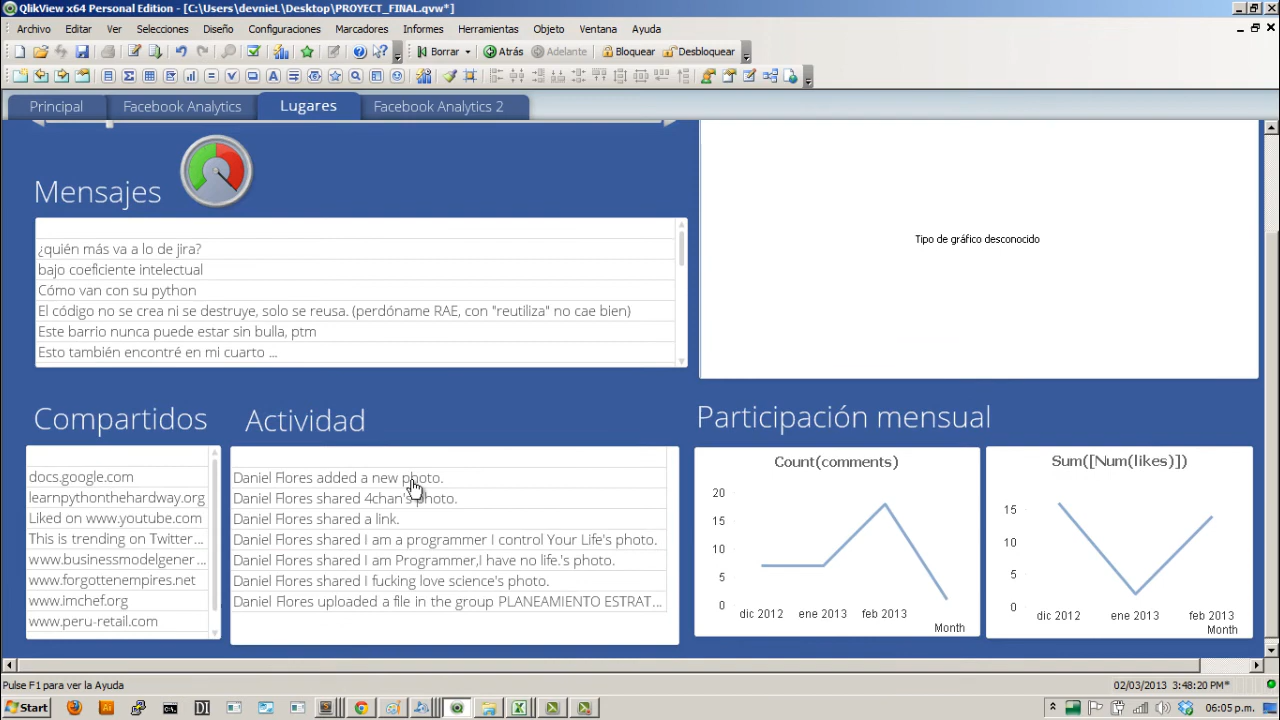 QlikView x64 Personal Edition - [C:\Users\devnieL\Desktop\PROYECT_FINAL.qvw*]
Archivo Editar Ver Selecciones Diseño Configuraciones Marcadores Informes Herramientas Objeto Ventana Ayuda
Borrar Atrás Adelante Bloquear Desbloquear
Principal Facebook Analytics Lugares Facebook Analytics 2
Mensajes
¿quién más va a lo de jira?
bajo coeficiente intelectual
Cómo van con su python
El código no se crea ni se destruye, solo se reusa. (perdóname RAE, con "reutiliza" no cae bien)
Este barrio nunca puede estar sin bulla, ptm
Esto también encontré en mi cuarto ...
Tipo de gráfico desconocido
Compartidos
docs.google.com
learnpythonthehardway.org
Liked on www.youtube.com
This is trending on Twitter...
www.businessmodelgener ...
www.forgottenempires.net
www.imchef.org
www.peru-retail.com
Actividad
Daniel Flores added a new photo.
Daniel Flores shared 4chan's photo.
Daniel Flores shared a link.
Daniel Flores shared I am a programmer I control Your Life's photo.
Daniel Flores shared I am Programmer,I have no life.'s photo.
Daniel Flores shared I fucking love science's photo.
Daniel Flores uploaded a file in the group PLANEAMIENTO ESTRAT ...
Participación mensual
Count(comments)
20
15
10
5
0
dic 2012 ene 2013 feb 2013
Month
Sum([Num(likes)])
15
10
5
0
dic 2012 ene 2013 feb 2013
Month
Pulse F1 para ver la Ayuda
02/03/2013 3:48:20 PM
Start
DI
06:05 p.m.